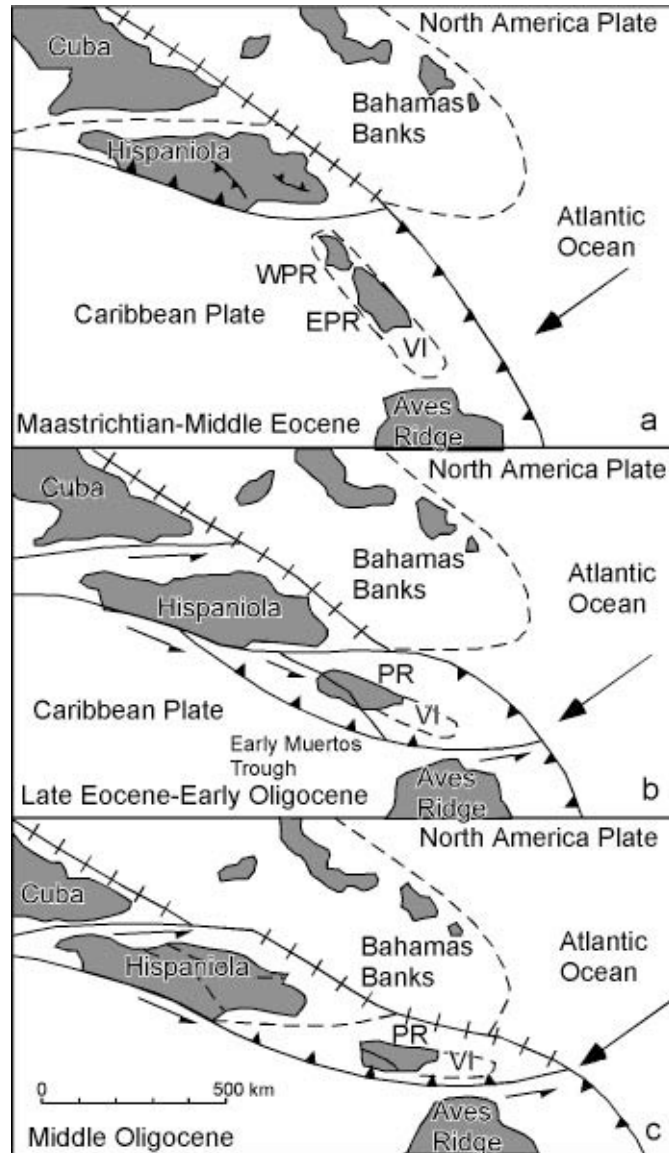 North America Plate
Cuba
Bahamas
Banks
Hispaniola
Atlantic
Ocean
WPR
Caribbean Plate
EPR
VI
Aves
Ridge
Maastrichtian-Middle Eocene
a
North America Plate
Cuba
Bahamas
Banks
Atlantic
Ocean
Hispaniola
PR
Caribbean Plate
VI
Early Muertos
Trough
Aves
Ridge
Late Eocene-Early Oligocene
b
North America Plate
Cuba
Bahamas
Banks
Atlantic
Ocean
Hispaniola
PR
VI
0 500 km
Aves
Ridge
Middle Oligocene
c